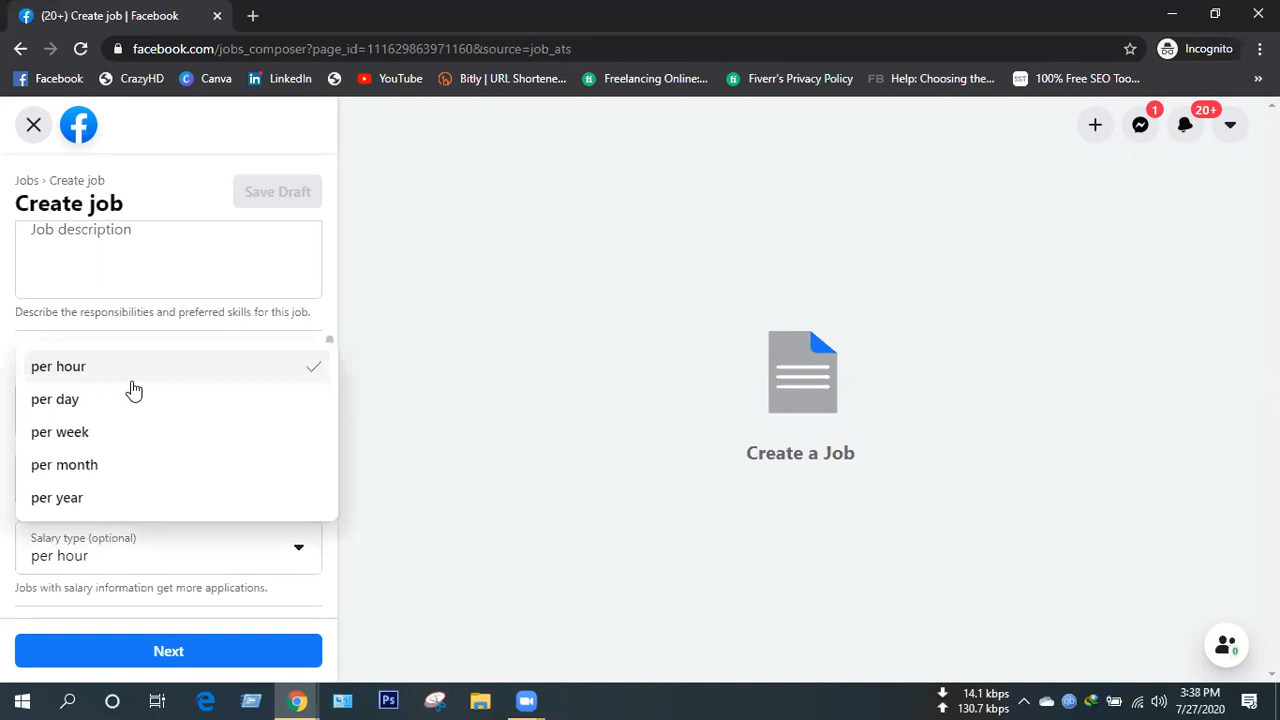 (20+) Create job | Facebook
facebook.com/jobs_composer?page_id=111629863971160&source=job_ats
Incognito
Facebook
CrazyHD
Canva
LinkedIn
YouTube
Bitly | URL Shortene...
Freelancing Online:...
Fiverr's Privacy Policy
FB Help: Choosing the...
SST 100% Free SEO Too...
1
20+
Jobs › Create job
Create job
Save Draft
Job description
Describe the responsibilities and preferred skills for this job.
per hour
per day
per week
per month
per year
Salary type (optional)
per hour
Jobs with salary information get more applications.
Next
Create a Job
0
Ps
14.1 kbps
130.7 kbps
3:38 PM
7/27/2020